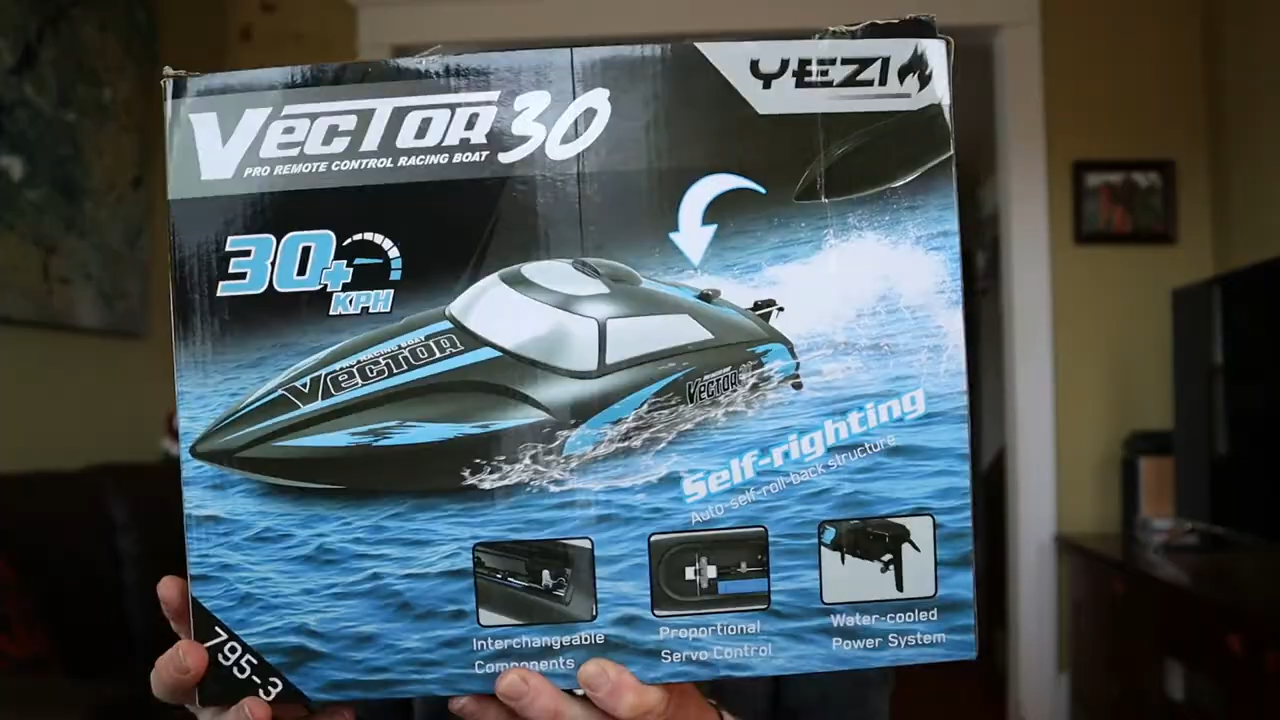 YEZI
VECTOR 30
PRO REMOTE CONTROL RACING BOAT
30+
KPH
PRO RACING BOAT
VECTOR
VECTOR
Self-righting
Auto-self-roll-back structure
Interchangeable
Components
Proportional
Servo Control
Water-cooled
Power System
795-3